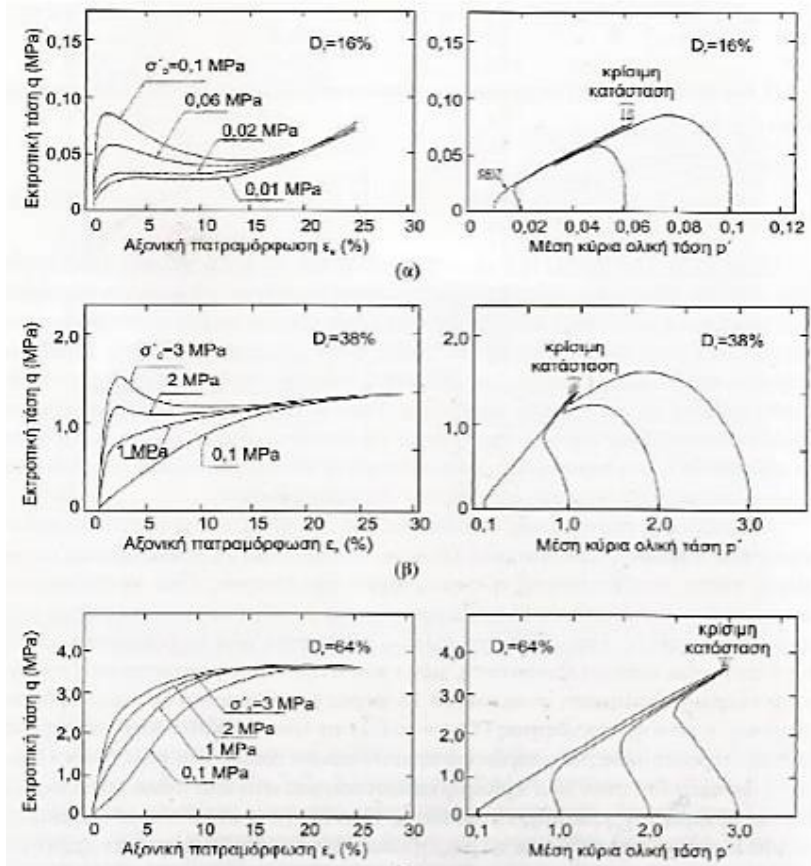 Εκτροπική τάση q (MPa)
0,15
0,10
0,05
0
σ΄₀=0,1 MPa
Dᵣ=16%
0,06 MPa
0,02 MPa
0,01 MPa
0 5 10 15 20 25 30
Αξονική πατραμόρφωση εₐ (%)
0,15
0,10
0,05
0
Dᵣ=16%
κρίσιμη
κατάσταση
0 0,02 0,04 0,06 0,08 0,10 0,12
Μέση κύρια ολική τάση p΄
(α)
Εκτροπική τάση q (MPa)
2,0
1,0
0
σ΄₀=3 MPa
Dᵣ=38%
2 MPa
1 MPa
0,1 MPa
0 5 10 15 20 25 30
Αξονική πατραμόρφωση εₐ (%)
2,0
1,0
0
κρίσιμη
κατάσταση
Dᵣ=38%
0,1 1,0 2,0 3,0
Μέση κύρια ολική τάση p΄
(β)
Εκτροπική τάση q (MPa)
4,0
3,0
2,0
1,0
0
Dᵣ=64%
σ΄₀=3 MPa
2 MPa
1 MPa
0,1 MPa
0 5 10 15 20 25 30
Αξονική πατραμόρφωση εₐ (%)
4,0
3,0
2,0
1,0
0
Dᵣ=64%
κρίσιμη
κατάσταση
0,1 1,0 2,0 3,0
Μέση κύρια ολική τάση p΄